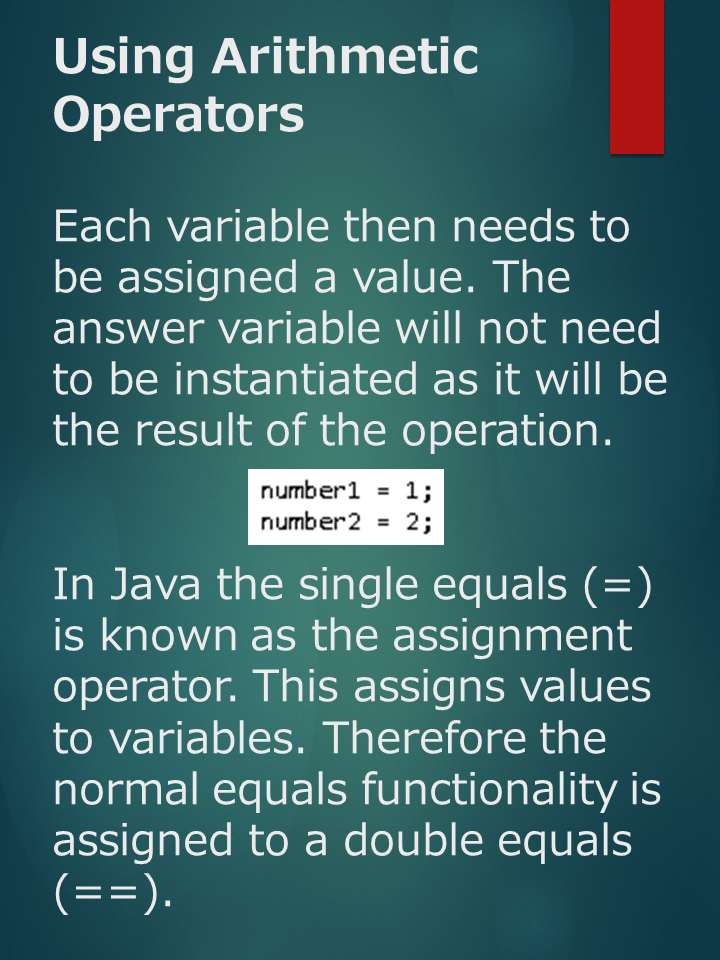 Using Arithmetic
Operators
Each variable then needs to
be assigned a value. The
answer variable will not need
to be instantiated as it will be
the result of the operation.
number1 = 1;
number2 = 2;
In Java the single equals (=)
is known as the assignment
operator. This assigns values
to variables. Therefore the
normal equals functionality is
assigned to a double equals
(==).